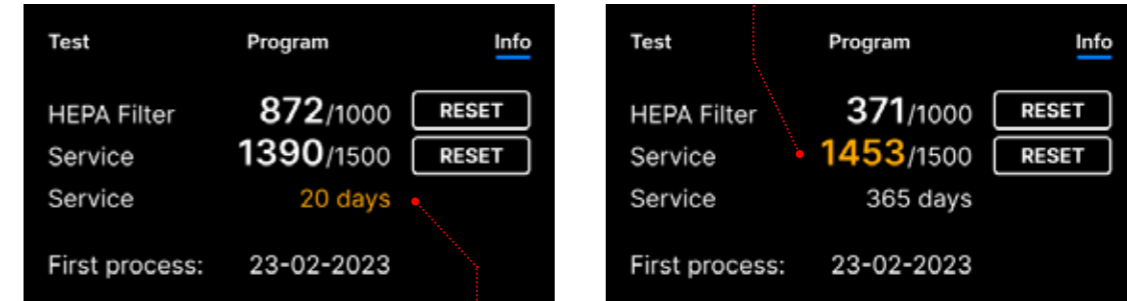 Test Program Info
HEPA Filter 872/1000 RESET
Service 1390/1500 RESET
Service 20 days
First process: 23-02-2023
Test Program Info
HEPA Filter 371/1000 RESET
Service 1453/1500 RESET
Service 365 days
First process: 23-02-2023